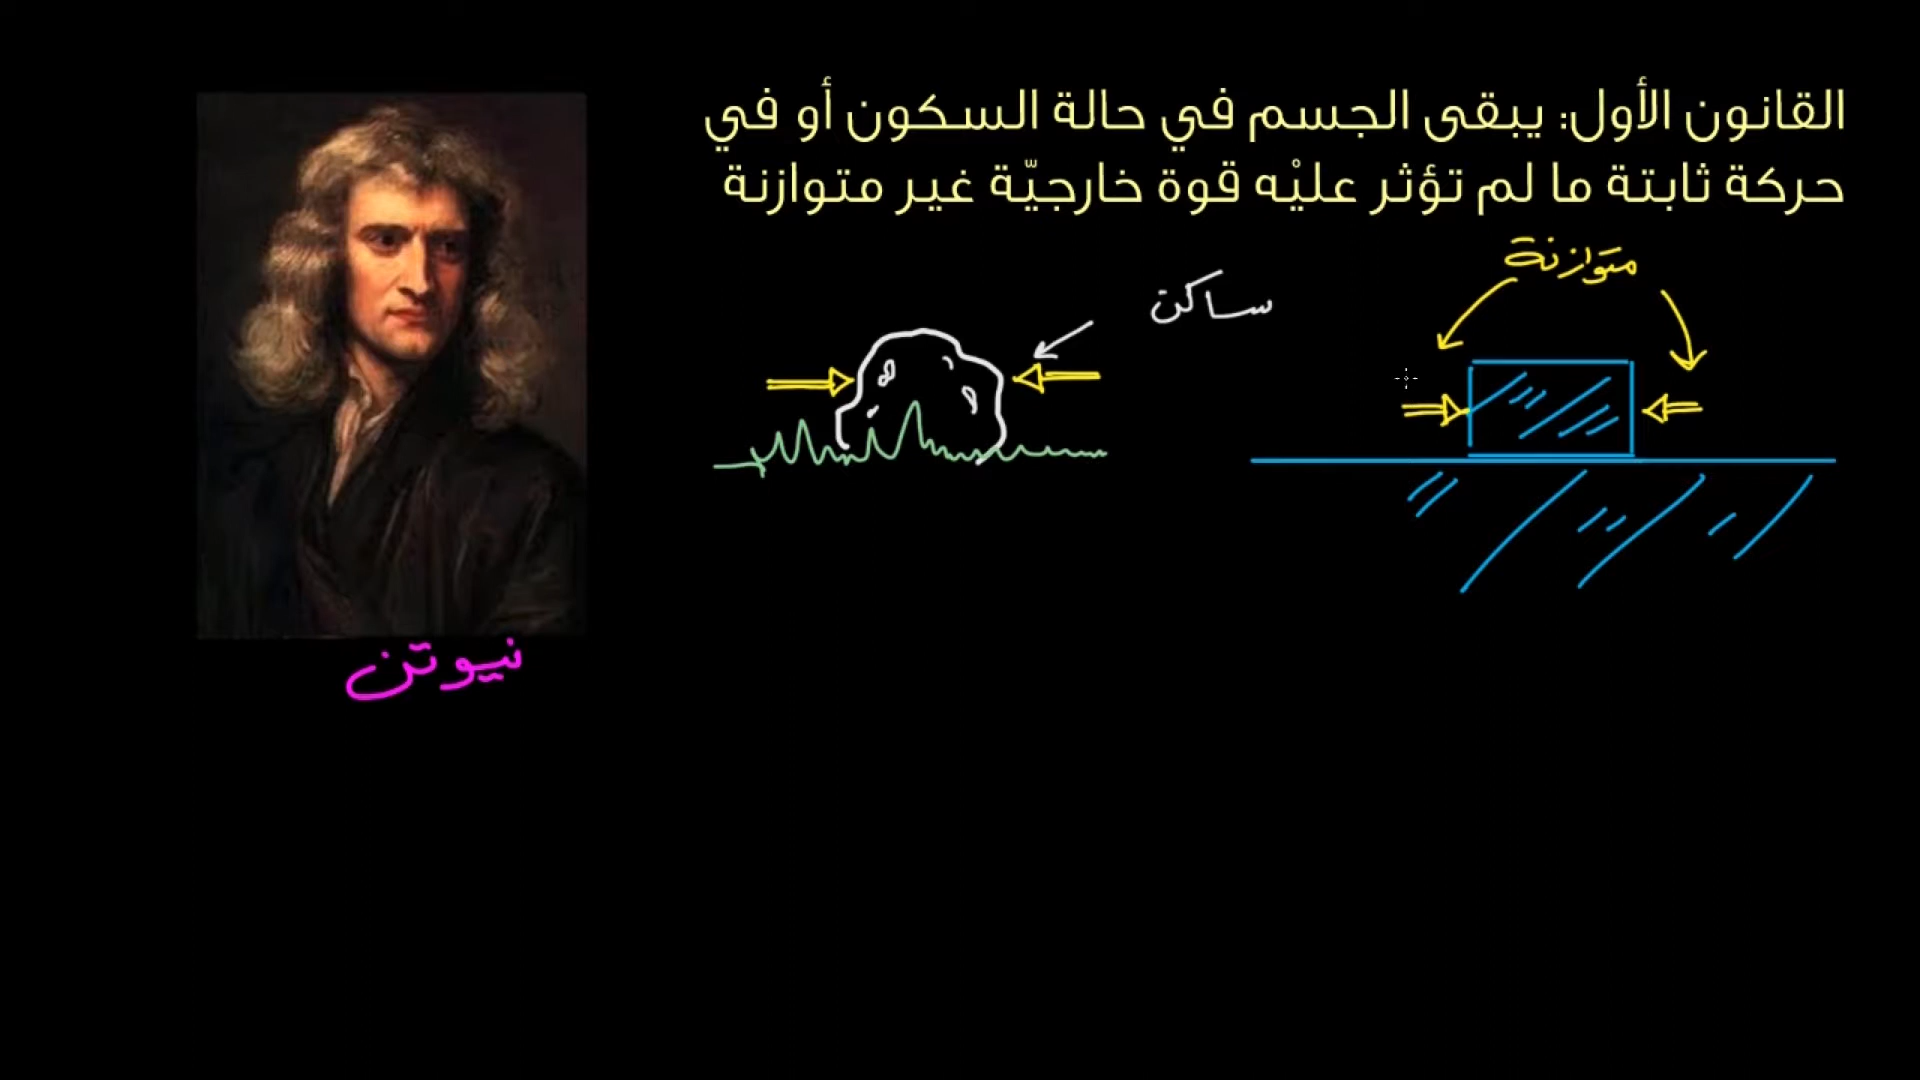 القانون الأول: يبقى الجسم في حالة السكون أو في
حركة ثابتة ما لم تؤثر عليْه قوة خارجيّة غير متوازنة
متوازنة
ساكن
نيوتن